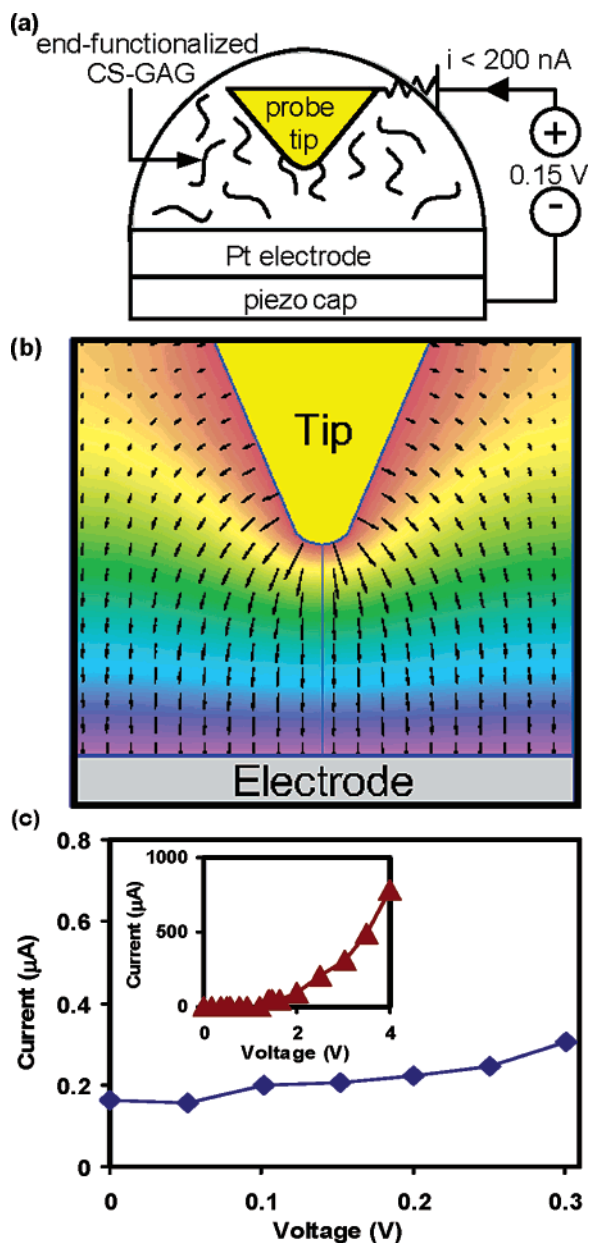 (a)
end-functionalized
CS-GAG
probe
tip
i < 200 nA
+
0.15 V
-
Pt electrode
piezo cap
(b)
Tip
Electrode
(c)
0.8
0.6
0.4
0.2
0
Current (µA)
0
0.1
0.2
0.3
Voltage (V)
1000
500
0
Current (µA)
0
2
4
Voltage (V)